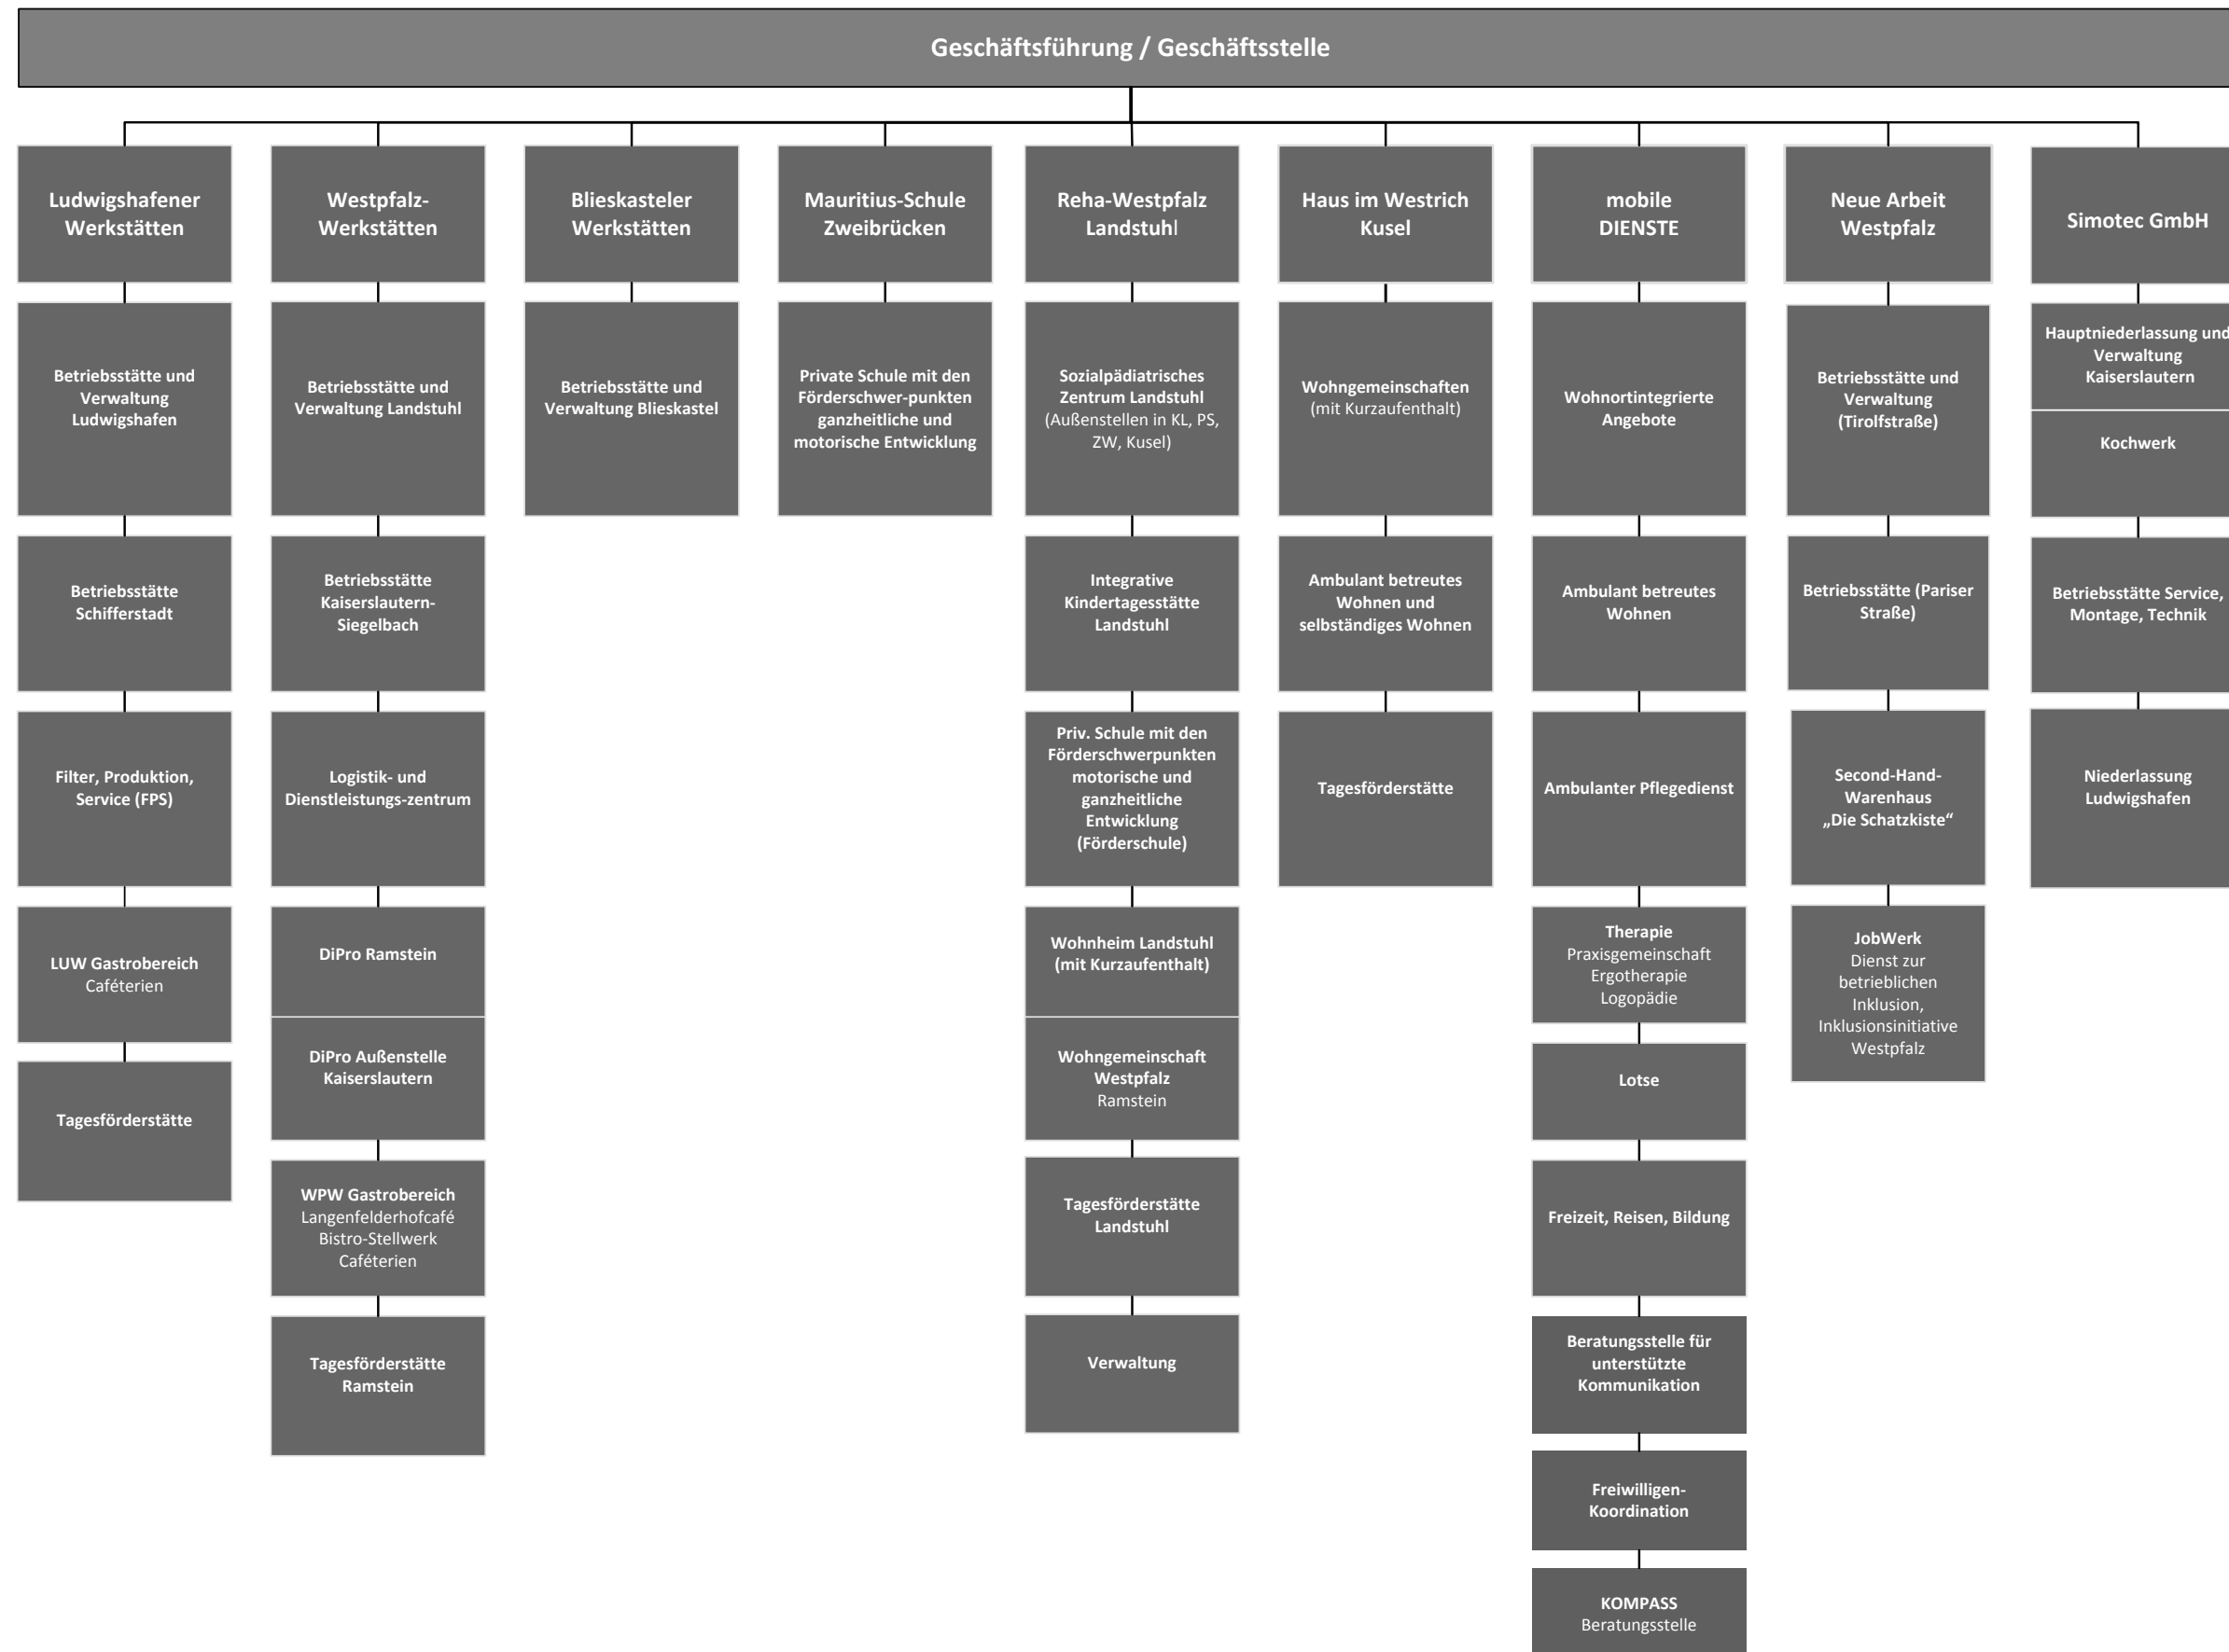 Geschäftsführung / Geschäftsstelle
Ludwigshafener
Werkstätten
Betriebsstätte und
Verwaltung
Ludwigshafen
Betriebsstätte
Schifferstadt
Filter, Produktion,
Service (FPS)
LUW Gastrobereich
Caféterien
Tagesförderstätte
Westpfalz-
Werkstätten
Betriebsstätte und
Verwaltung Landstuhl
Betriebsstätte
Kaiserslautern-
Siegelbach
Logistik- und
Dienstleistungs-zentrum
DiPro Ramstein
DiPro Außenstelle
Kaiserslautern
WPW Gastrobereich
Langenfelderhofcafé
Bistro-Stellwerk
Caféterien
Tagesförderstätte
Ramstein
Blieskasteler
Werkstätten
Betriebsstätte und
Verwaltung Blieskastel
Mauritius-Schule
Zweibrücken
Private Schule mit den
Förderschwer-punkten
ganzheitliche und
motorische Entwicklung
Reha-Westpfalz
Landstuhl
Sozialpädiatrisches
Zentrum Landstuhl
(Außenstellen in KL, PS,
ZW, Kusel)
Integrative
Kindertagesstätte
Landstuhl
Priv. Schule mit den
Förderschwerpunkten
motorische und
ganzheitliche
Entwicklung
(Förderschule)
Wohnheim Landstuhl
(mit Kurzaufenthalt)
Wohngemeinschaft
Westpfalz
Ramstein
Tagesförderstätte
Landstuhl
Verwaltung
Haus im Westrich
Kusel
Wohngemeinschaften
(mit Kurzaufenthalt)
Ambulant betreutes
Wohnen und
selbständiges Wohnen
Tagesförderstätte
mobile
DIENSTE
Wohnortintegrierte
Angebote
Ambulant betreutes
Wohnen
Ambulanter Pflegedienst
Therapie
Praxisgemeinschaft
Ergotherapie
Logopädie
Lotse
Freizeit, Reisen, Bildung
Beratungsstelle für
unterstützte
Kommunikation
Freiwilligen-
Koordination
KOMPASS
Beratungsstelle
Neue Arbeit
Westpfalz
Betriebsstätte und
Verwaltung
(Tirolfstraße)
Betriebsstätte (Pariser
Straße)
Second-Hand-
Warenhaus
„Die Schatzkiste“
JobWerk
Dienst zur
betrieblichen
Inklusion,
Inklusionsinitiative
Westpfalz
Simotec GmbH
Hauptniederlassung und
Verwaltung
Kaiserslautern
Kochwerk
Betriebsstätte Service,
Montage, Technik
Niederlassung
Ludwigshafen